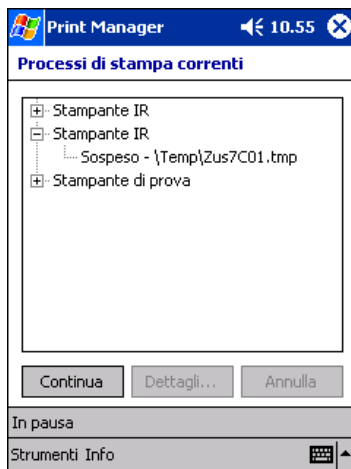 Print Manager 10.55
Processi di stampa correnti
Stampante IR
Stampante IR
Sospeso - \Temp\Zus7C01.tmp
Stampante di prova
Continua Dettagli... Annulla
In pausa
Strumenti Info